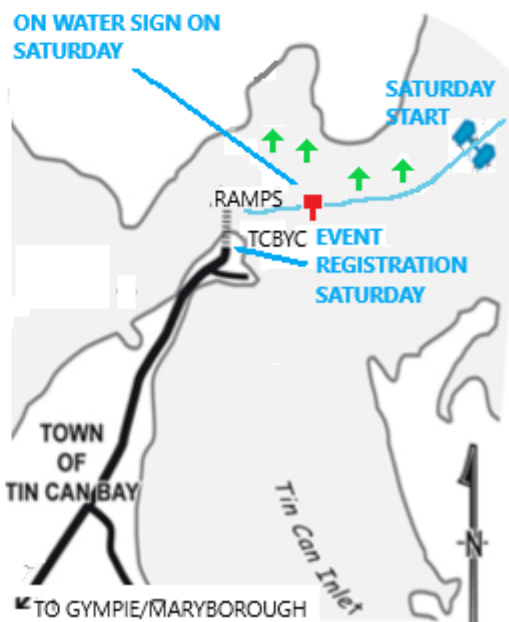 ON WATER SIGN ON
SATURDAY
SATURDAY
START
RAMPS
TCBYC
EVENT
REGISTRATION
SATURDAY
TOWN
OF
TIN CAN BAY
Tin Can Inlet
N
TO GYMPIE/MARYBOROUGH